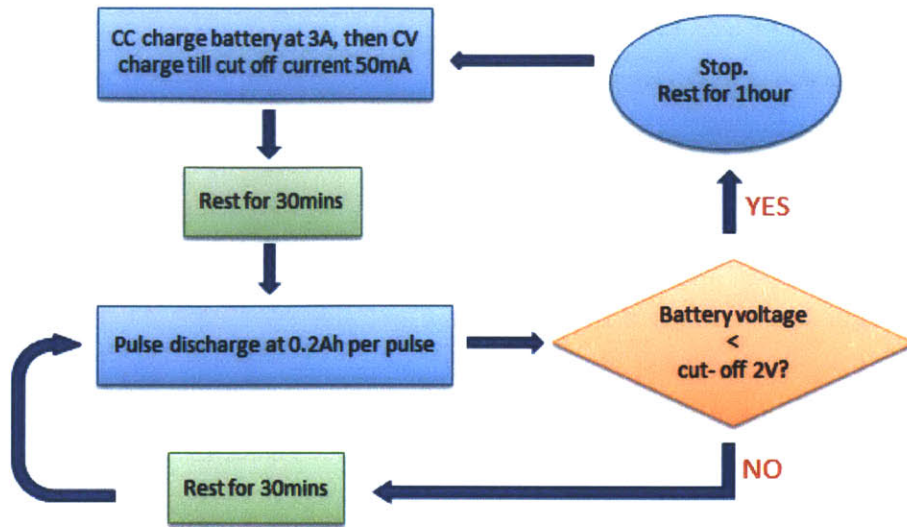 CC charge battery at 3A, then CV
charge till cut off current 50mA
Stop.
Rest for 1hour
Rest for 30mins
YES
Pulse discharge at 0.2Ah per pulse
Battery voltage
<
cut- off 2V?
NO
Rest for 30mins